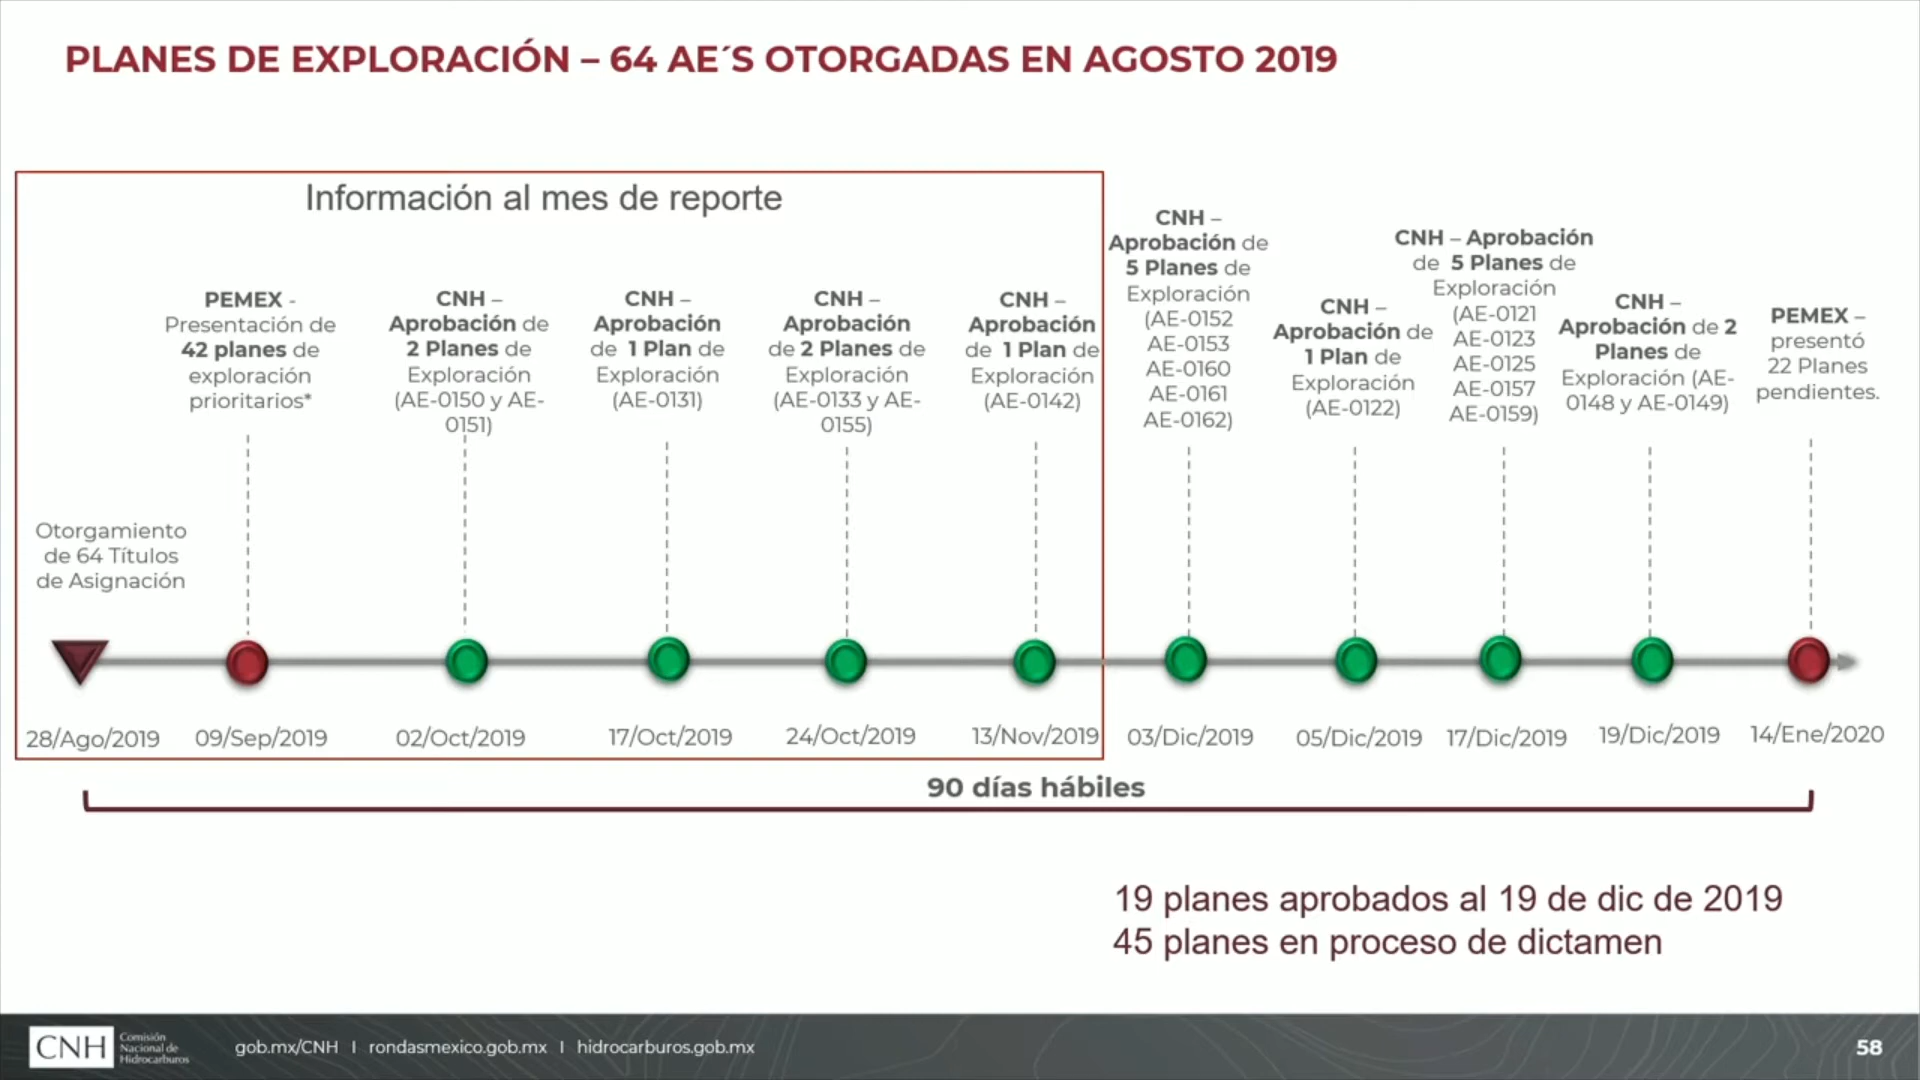 PLANES DE EXPLORACIÓN – 64 AE´S OTORGADAS EN AGOSTO 2019
Información al mes de reporte
Otorgamiento
de 64 Títulos
de Asignación
28/Ago/2019
PEMEX -
Presentación de
42 planes de
exploración
prioritarios*
09/Sep/2019
CNH –
Aprobación de
2 Planes de
Exploración
(AE-0150 y AE-
0151)
02/Oct/2019
CNH –
Aprobación
de 1 Plan de
Exploración
(AE-0131)
17/Oct/2019
CNH –
Aprobación
de 2 Planes de
Exploración
(AE-0133 y AE-
0155)
24/Oct/2019
CNH –
Aprobación
de 1 Plan de
Exploración
(AE-0142)
13/Nov/2019
CNH –
Aprobación de
5 Planes de
Exploración
(AE-0152
AE-0153
AE-0160
AE-0161
AE-0162)
03/Dic/2019
CNH –
Aprobación de
1 Plan de
Exploración
(AE-0122)
05/Dic/2019
CNH – Aprobación
de 5 Planes de
Exploración
(AE-0121
AE-0123
AE-0125
AE-0157
AE-0159)
17/Dic/2019
CNH –
Aprobación de 2
Planes de
Exploración (AE-
0148 y AE-0149)
19/Dic/2019
PEMEX –
presentó
22 Planes
pendientes.
14/Ene/2020
90 días hábiles
19 planes aprobados al 19 de dic de 2019
45 planes en proceso de dictamen
CNH
Comisión
Nacional de
Hidrocarburos
gob.mx/CNH I rondasmexico.gob.mx I hidrocarburos.gob.mx
58